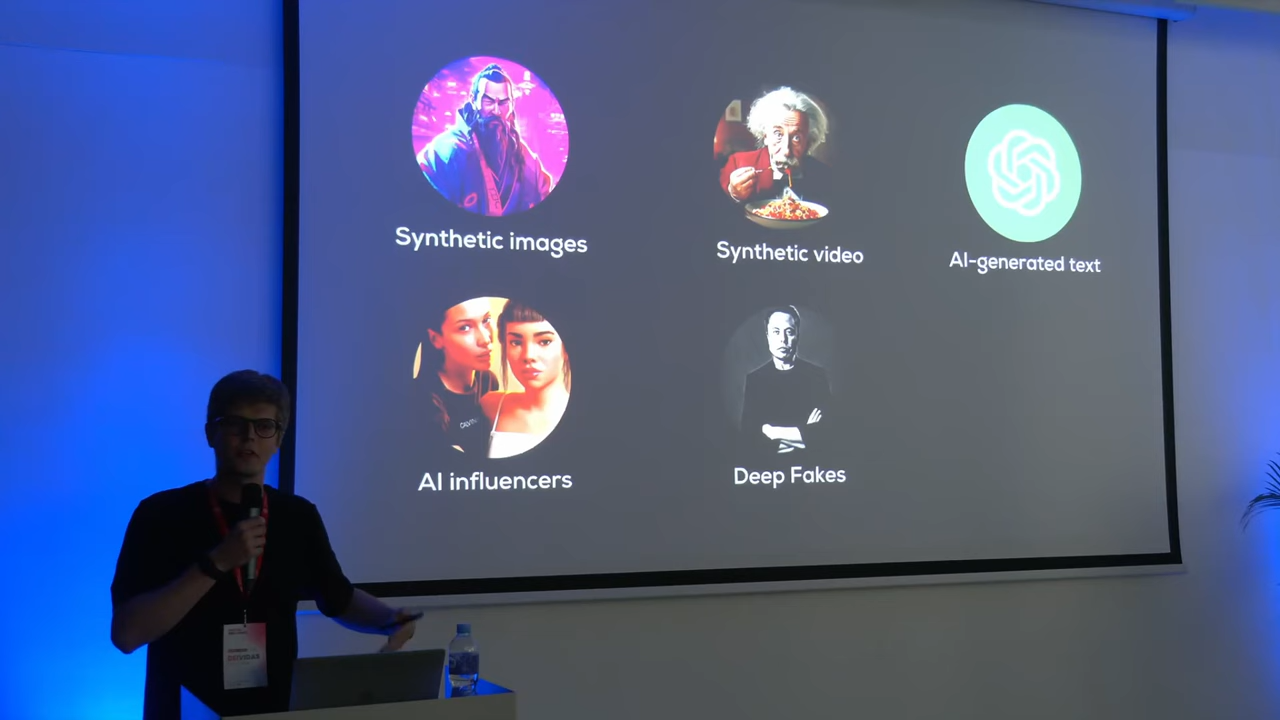 Synthetic images
Synthetic video
AI-generated text
AI influencers
Deep Fakes